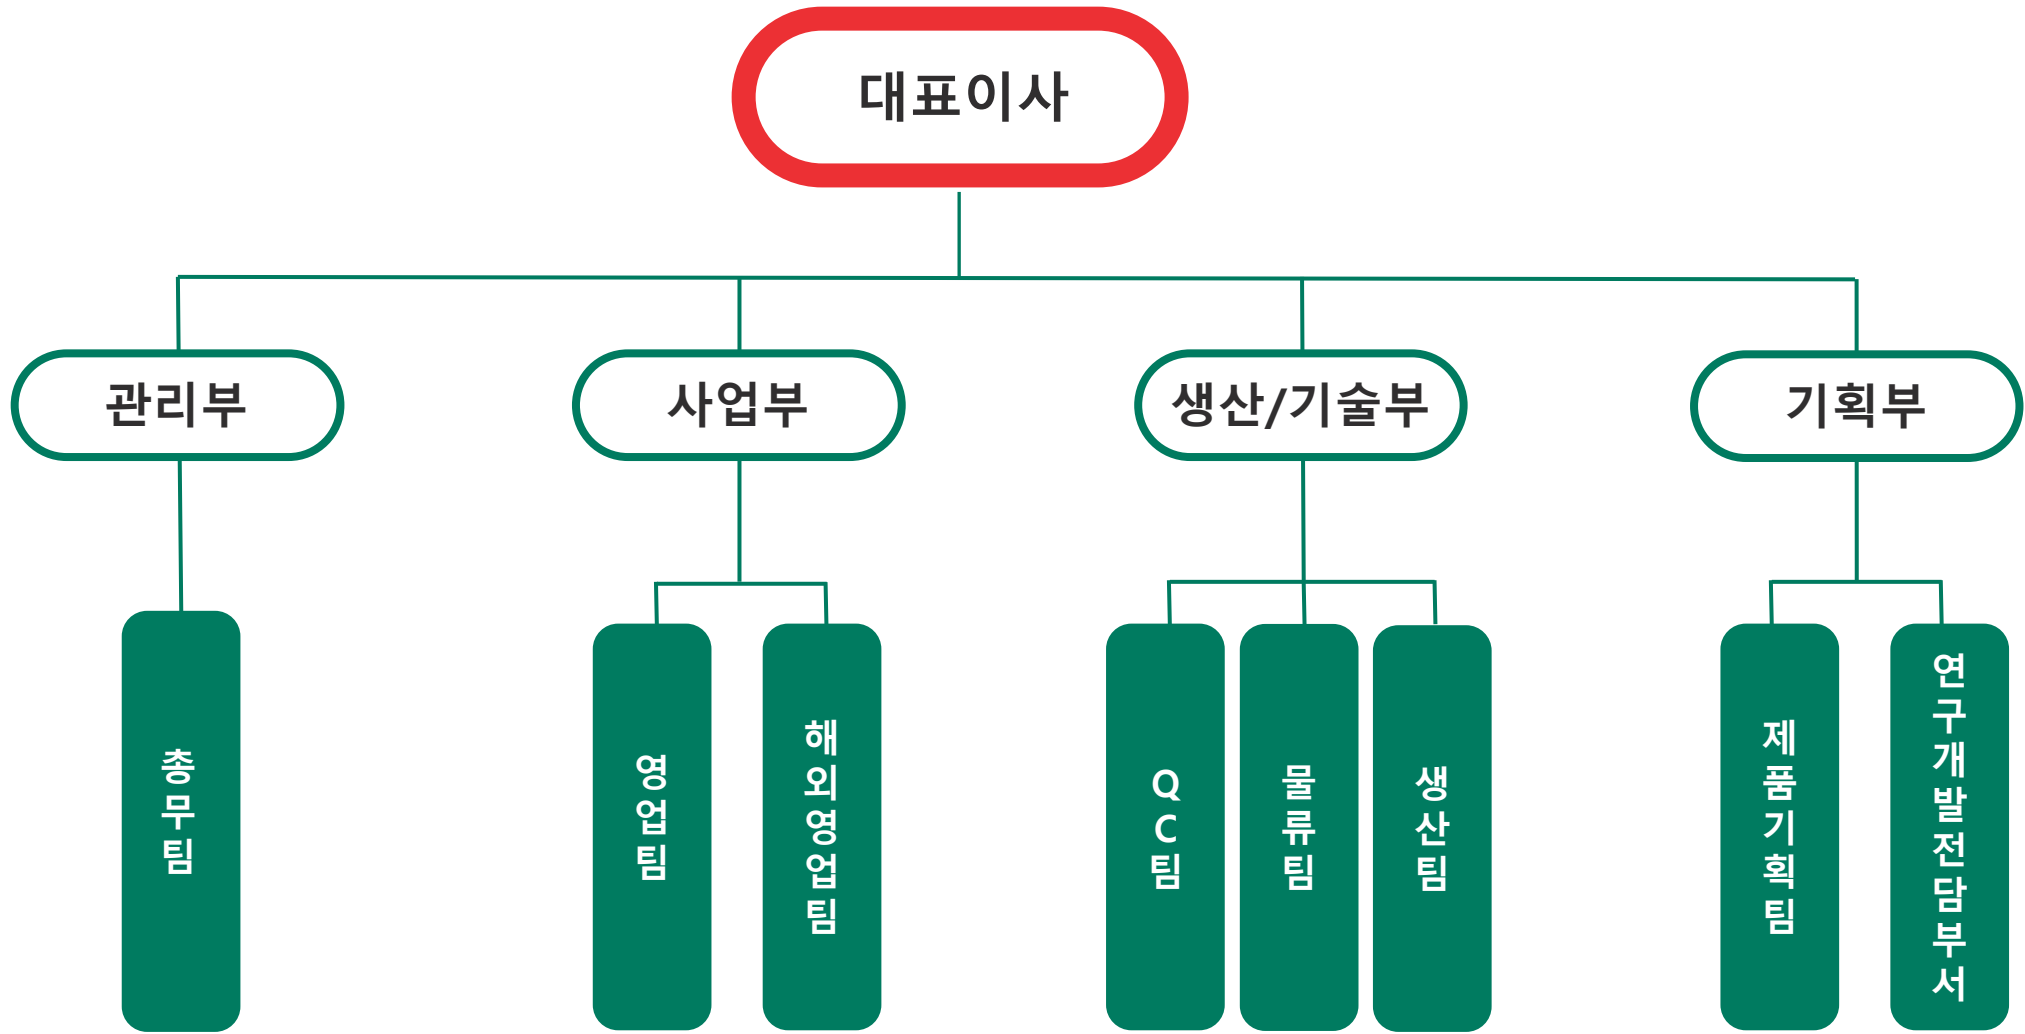 대표이사
관리부
사업부
생산/기술부
기획부
총무팀
영업팀
해외영업팀
QC팀
물류팀
생산팀
제품기획팀
연구개발전담부서